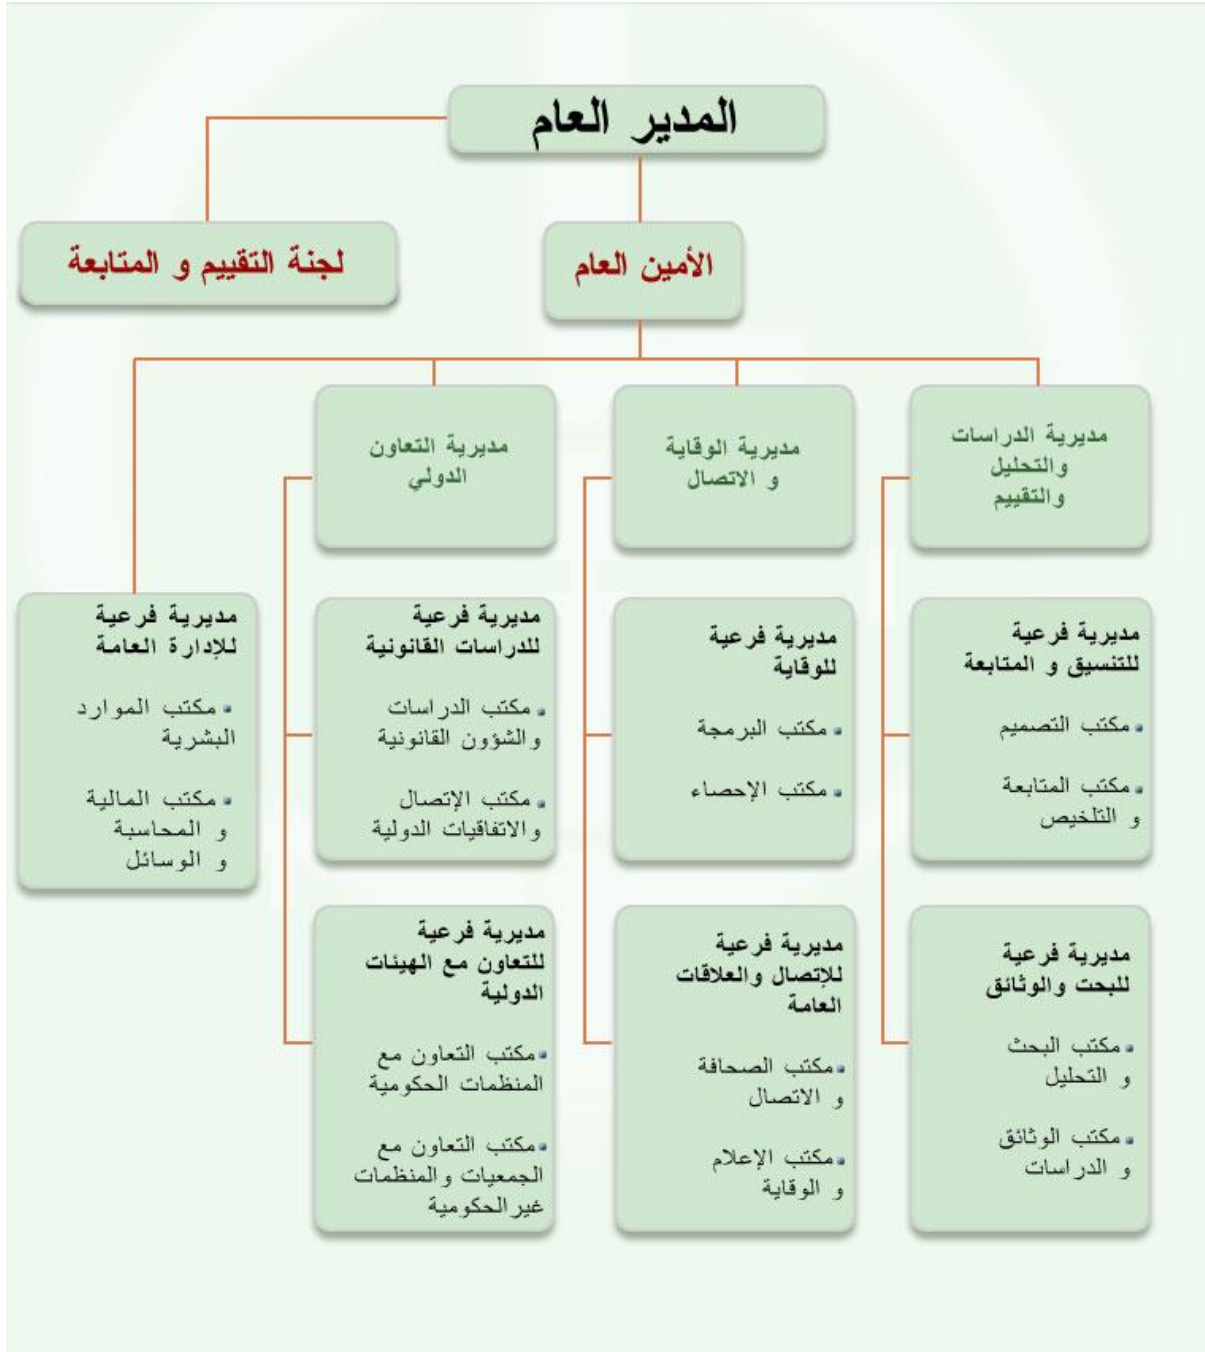 المدير العام
الأمين العام
لجنة التقييم و المتابعة
مديرية الدراسات
والتحليل
والتقييم
مديرية الوقاية
و الاتصال
مديرية التعاون
الدولي
مديرية فرعية
للتنسيق و المتابعة
مكتب التصميم
مكتب المتابعة
و التلخيص
مديرية فرعية
للوقاية
مكتب البرمجة
مكتب الإحصاء
مديرية فرعية
للدراسات القانونية
مكتب الدراسات
والشؤون القانونية
مكتب الإتصال
والاتفاقيات الدولية
مديرية فرعية
للإدارة العامة
مكتب الموارد
البشرية
مكتب المالية
و المحاسبة
و الوسائل
مديرية فرعية
للبحت والوثائق
مكتب البحث
و التحليل
مكتب الوثائق
و الدراسات
مديرية فرعية
للإتصال والعلاقات
العامة
مكتب الصحافة
و الاتصال
مكتب الإعلام
و الوقاية
مديرية فرعية
للتعاون مع الهيئات
الدولية
مكتب التعاون مع
المنظمات الحكومية
مكتب التعاون مع
الجمعيات والمنظمات
غيرالحكومية